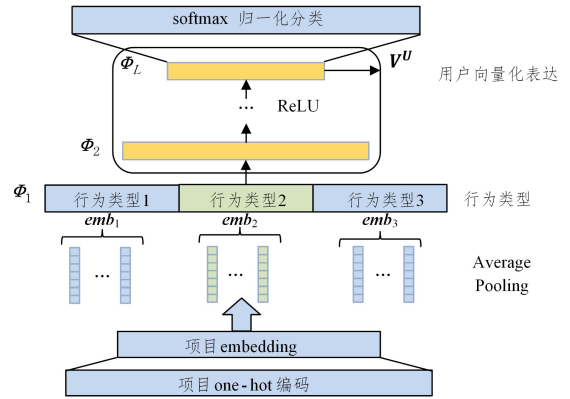 softmax 归一化分类
Φ_L
V^U
用户向量化表达
...
ReLU
Φ_2
Φ_1
行为类型1
行为类型2
行为类型3
行为类型
emb_1
emb_2
emb_3
...
...
...
Average
Pooling
项目embedding
项目one-hot编码